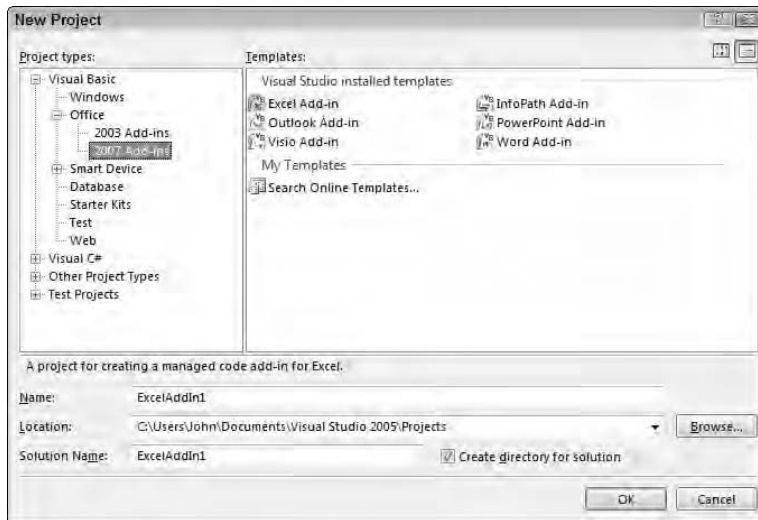 New Project
Project types:
Templates:
Visual Basic
Windows
Office
2003 Add-ins
2007 Add-ins
Smart Device
Database
Starter Kits
Test
Web
Visual C#
Other Project Types
Test Projects
Visual Studio installed templates
Excel Add-in
InfoPath Add-in
Outlook Add-in
PowerPoint Add-in
Visio Add-in
Word Add-in
My Templates
Search Online Templates...
A project for creating a managed code add-in for Excel.
Name: ExcelAddIn1
Location: C:\Users\John\Documents\Visual Studio 2005\Projects Browse...
Solution Name: ExcelAddIn1 Create directory for solution
OK Cancel